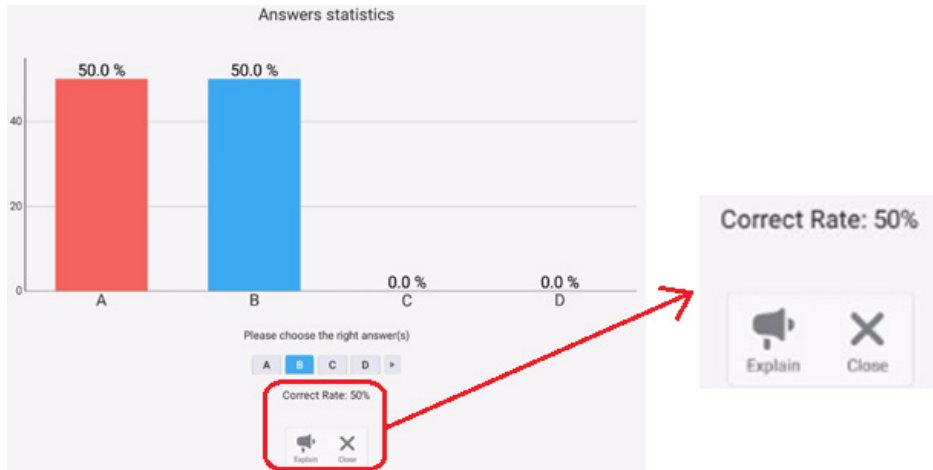 Answers statistics
50.0 % 50.0 %
40
20
0.0 % 0.0 %
0
A B C D
Please choose the right answer(s)
A B C D
Correct Rate: 50%
Explain Close
Correct Rate: 50%
Explain Close